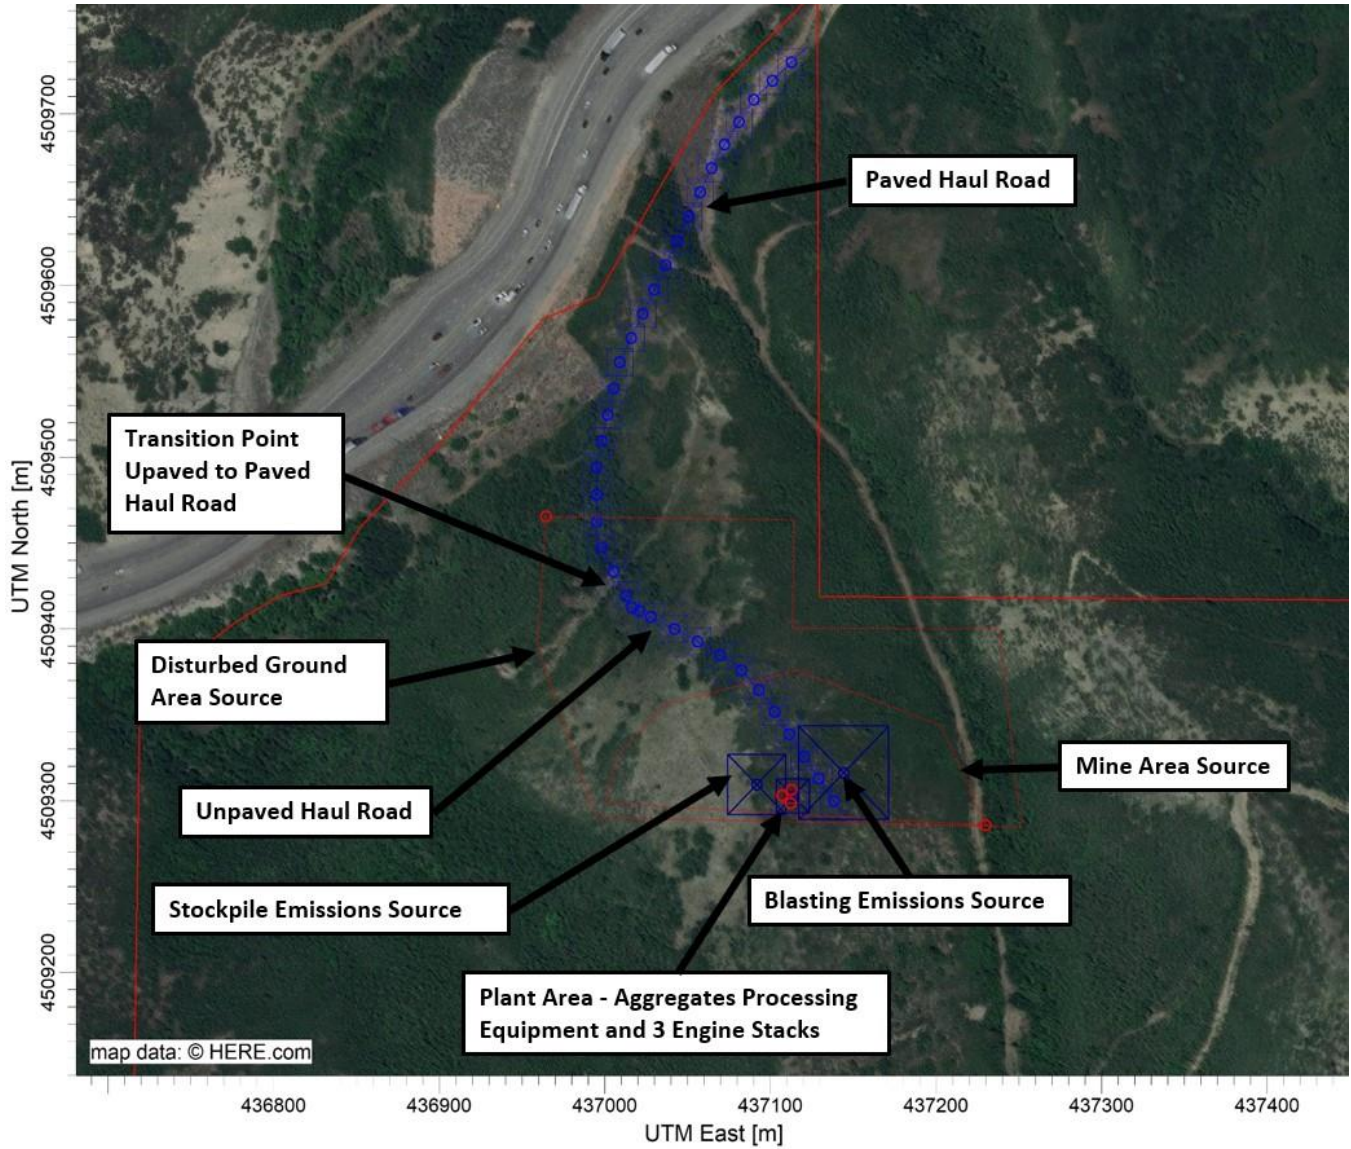 4509700
Paved Haul Road
4509600
4509500
Transition Point
Upaved to Paved
Haul Road
UTM North [m]
4509400
Disturbed Ground
Area Source
Mine Area Source
Unpaved Haul Road
4509300
Blasting Emissions Source
Stockpile Emissions Source
4509200
Plant Area - Aggregates Processing
Equipment and 3 Engine Stacks
map data: © HERE.com
436800 436900 437000 437100 437200 437300 437400
UTM East [m]